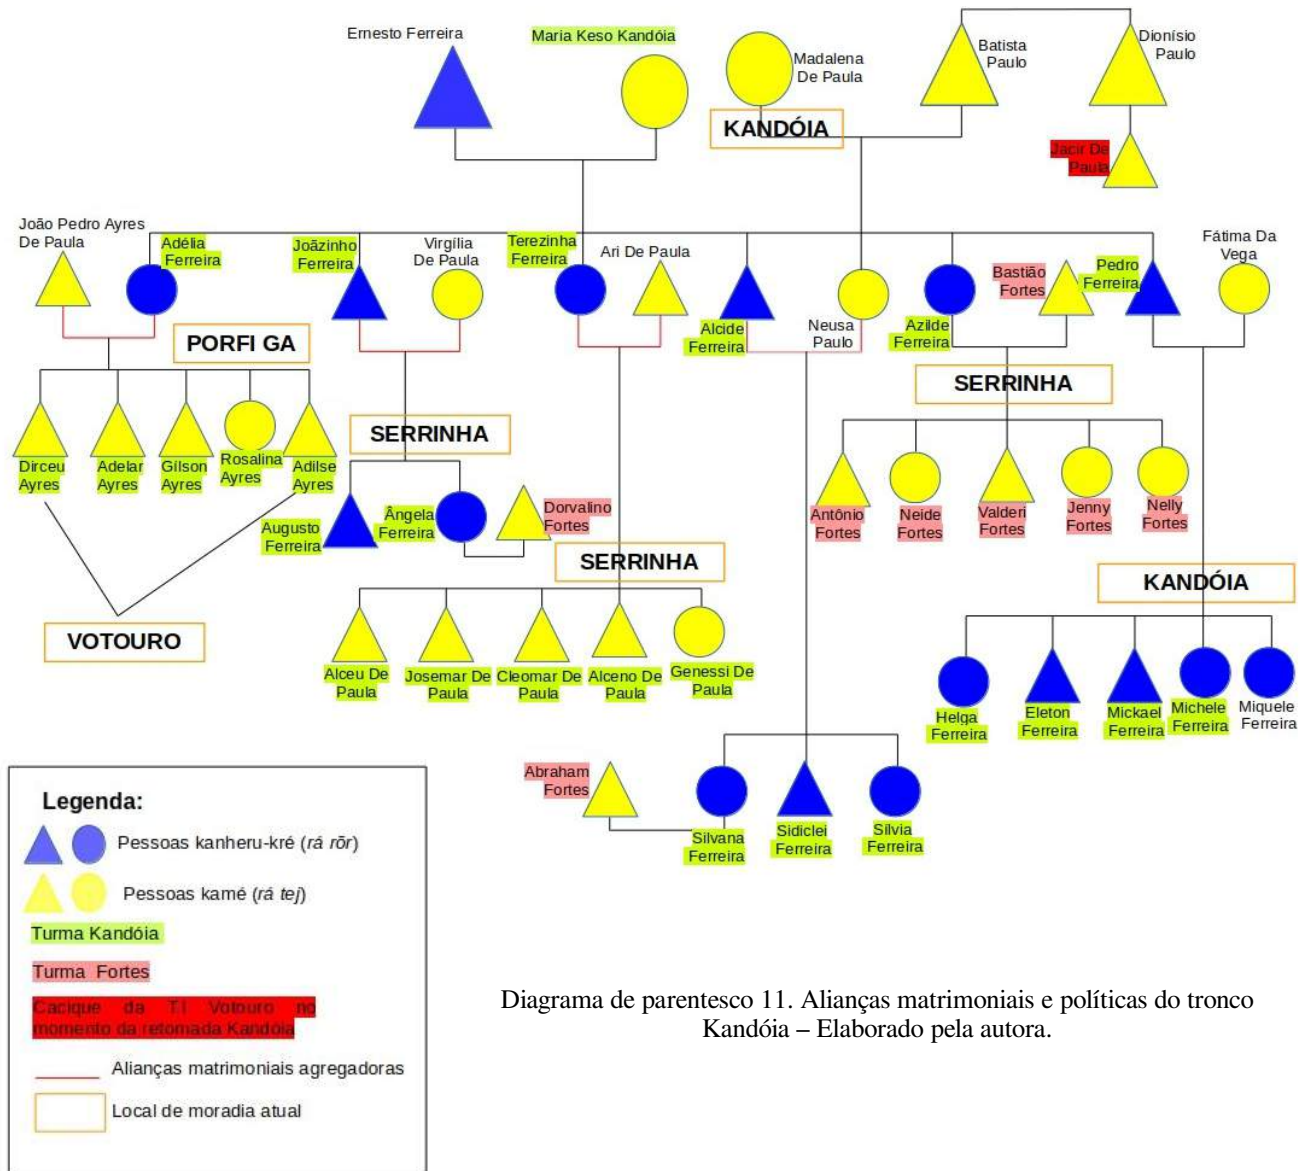 Ernesto Ferreira
Maria Keso Kandóia
Madalena
De Paula
Batista
Paulo
Dionísio
Paulo
KANDÓIA
Jacir De
Paula
João Pedro Ayres
De Paula
Adélia
Ferreira
Joãzinho
Ferreira
Virgília
De Paula
Terezinha
Ferreira
Ari De Paula
Alcide
Ferreira
Neusa
Paulo
Azilde
Ferreira
Bastião
Fortes
Pedro
Ferreira
Fátima Da
Vega
PORFI GA
SERRINHA
SERRINHA
Dirceu
Ayres
Adelar
Ayres
Gílson
Ayres
Rosalina
Ayres
Adilse
Ayres
Augusto
Ferreira
Ângela
Ferreira
Dorvalino
Fortes
Antônio
Fortes
Neide
Fortes
Valderi
Fortes
Jenny
Fortes
Nelly
Fortes
SERRINHA
KANDÓIA
VOTOURO
Alceu De
Paula
Josemar De
Paula
Cleomar De
Paula
Alceno De
Paula
Genessi De
Paula
Helga
Ferreira
Eleton
Ferreira
Mickael
Ferreira
Michele
Ferreira
Miquele
Ferreira
Abraham
Fortes
Silvana
Ferreira
Sidiclei
Ferreira
Sílvia
Ferreira
Legenda:
Pessoas kanheru-kré (rá rõr)
Pessoas kamé (rá tej)
Turma Kandóia
Turma Fortes
Cacique da T.I Votouro no
momento da retomada Kandóia
Alianças matrimoniais agregadoras
Local de moradia atual
Diagrama de parentesco 11. Alianças matrimoniais e políticas do tronco
Kandóia – Elaborado pela autora.